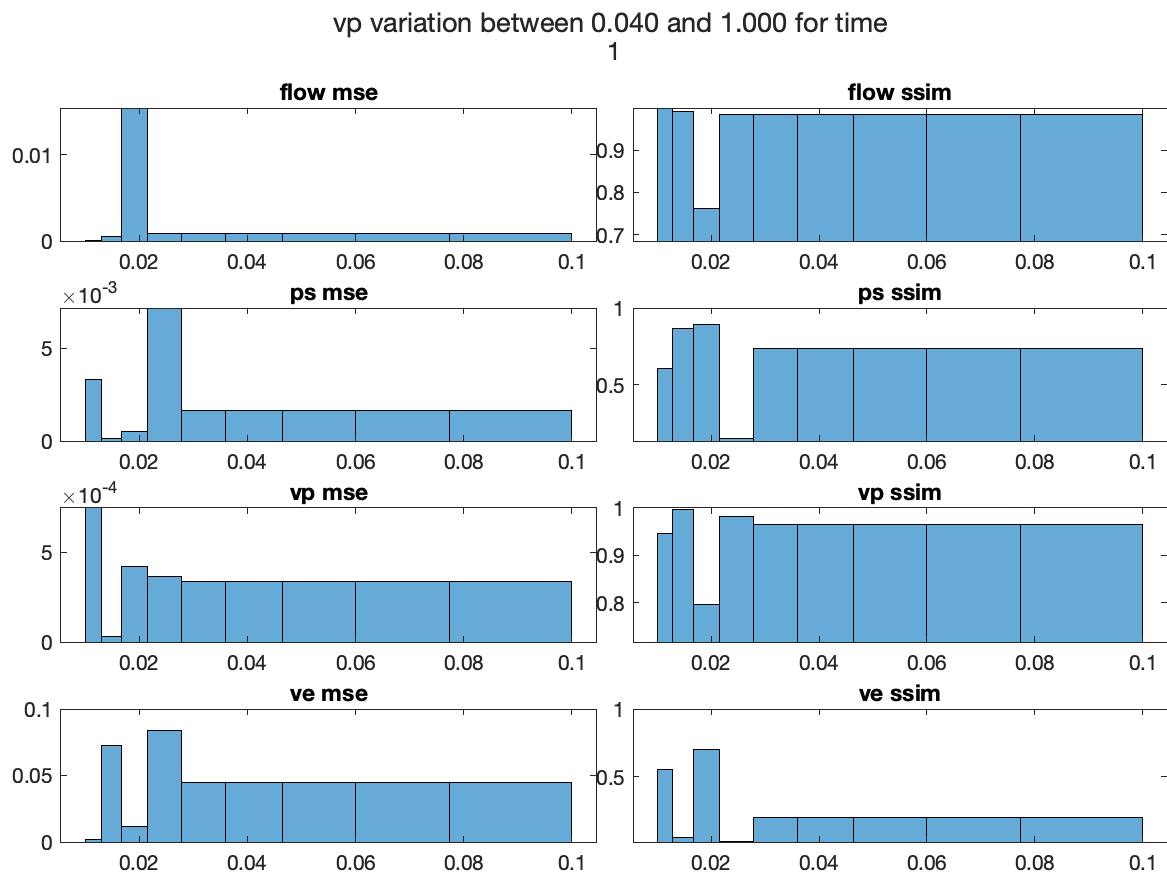 vp variation between 0.040 and 1.000 for time
1
flow mse
0.01
0
0.02 0.04 0.06 0.08 0.1
flow ssim
0.9
0.8
0.7
0.02 0.04 0.06 0.08 0.1
×10-3
ps mse
5
0
0.02 0.04 0.06 0.08 0.1
ps ssim
1
0.5
0.02 0.04 0.06 0.08 0.1
×10-4
vp mse
5
0
0.02 0.04 0.06 0.08 0.1
vp ssim
1
0.9
0.8
0.02 0.04 0.06 0.08 0.1
ve mse
0.1
0.05
0
0.02 0.04 0.06 0.08 0.1
ve ssim
1
0.5
0.02 0.04 0.06 0.08 0.1